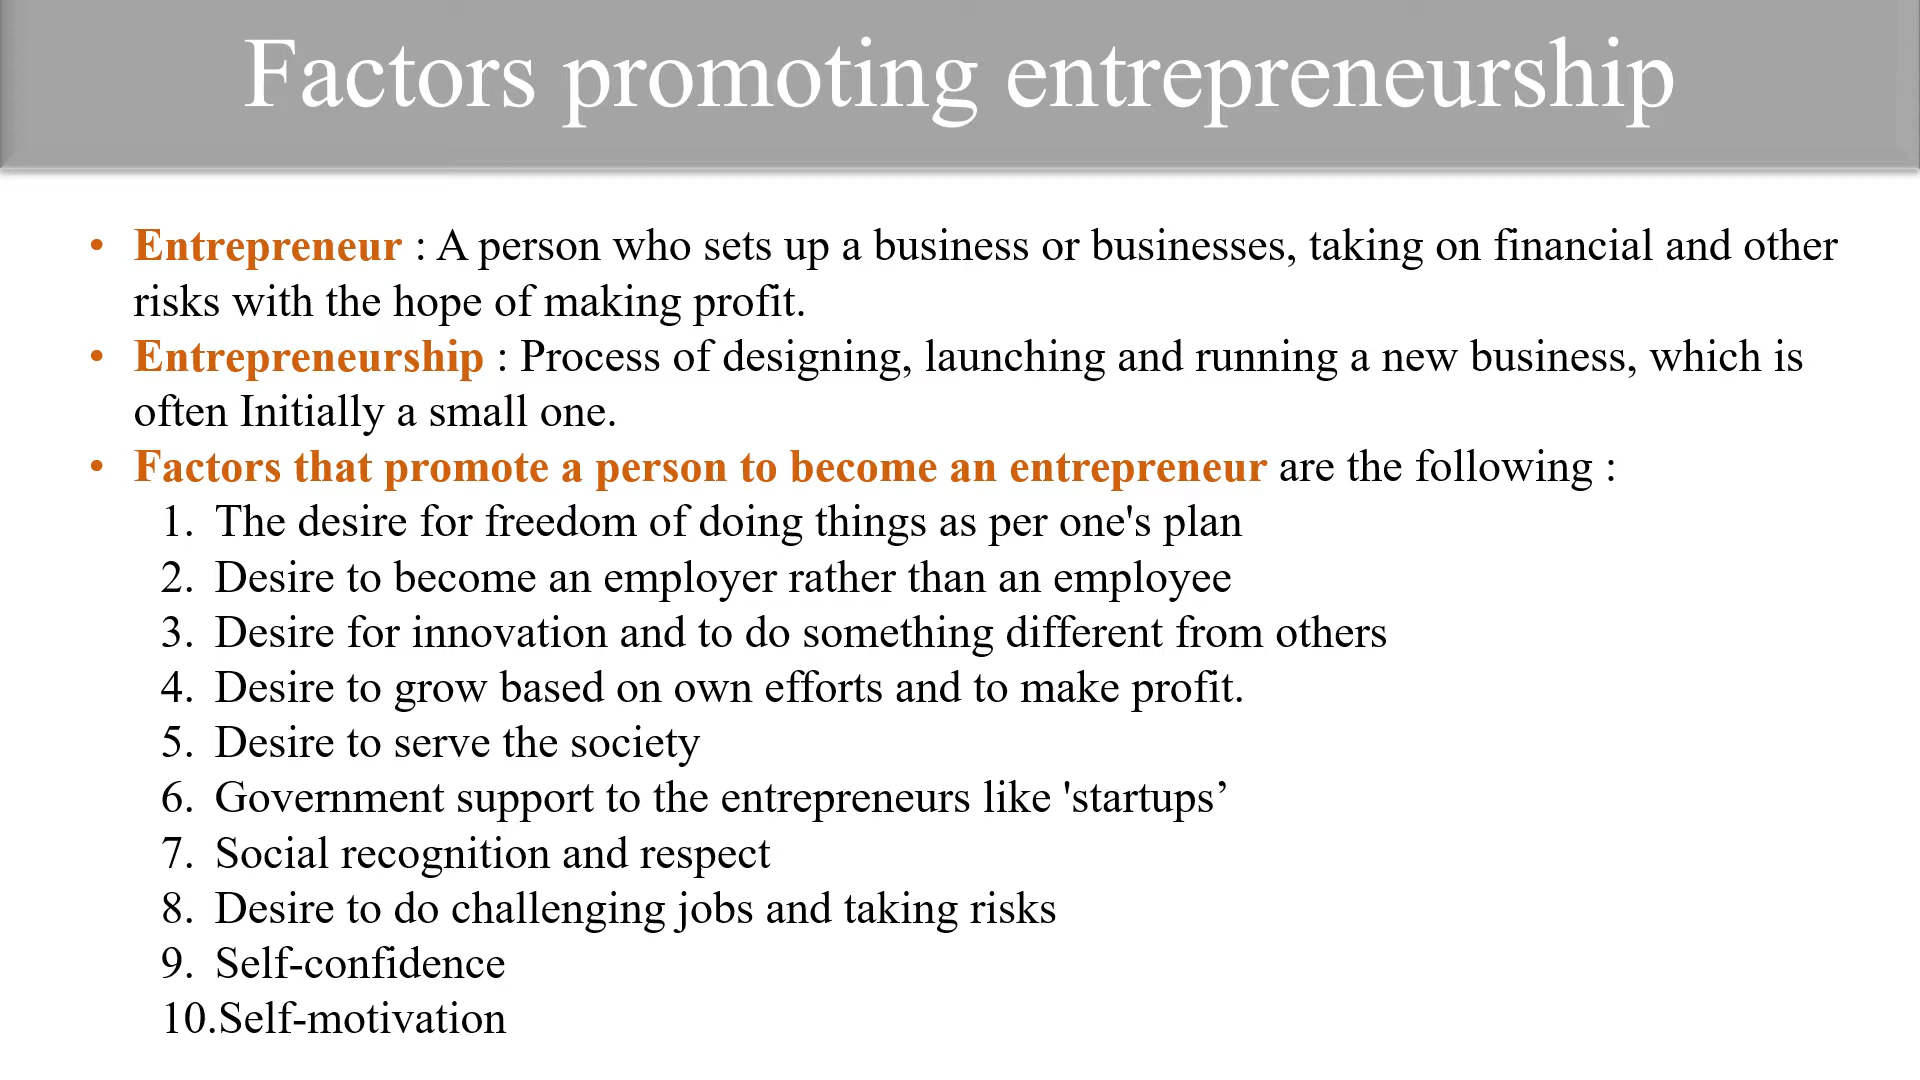 Factors promoting entrepreneurship
• Entrepreneur : A person who sets up a business or businesses, taking on financial and other
risks with the hope of making profit.
• Entrepreneurship : Process of designing, launching and running a new business, which is
often Initially a small one.
• Factors that promote a person to become an entrepreneur are the following :
1. The desire for freedom of doing things as per one's plan
2. Desire to become an employer rather than an employee
3. Desire for innovation and to do something different from others
4. Desire to grow based on own efforts and to make profit.
5. Desire to serve the society
6. Government support to the entrepreneurs like 'startups’
7. Social recognition and respect
8. Desire to do challenging jobs and taking risks
9. Self-confidence
10.Self-motivation